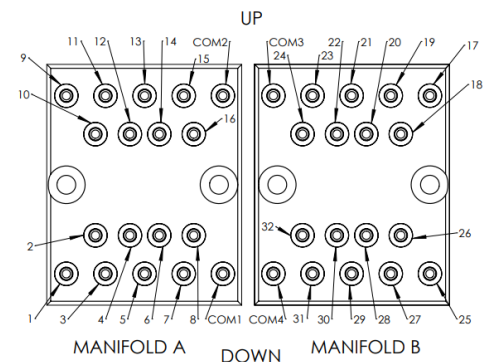 UP
11 12 13 14 COM2 COM3 22 21 20 19 17
9 15 24 23
10 16 18
2 32 26
1 3 4 5 6 7 8 COM1 COM4 31 30 29 28 27 25
MANIFOLD A DOWN MANIFOLD B